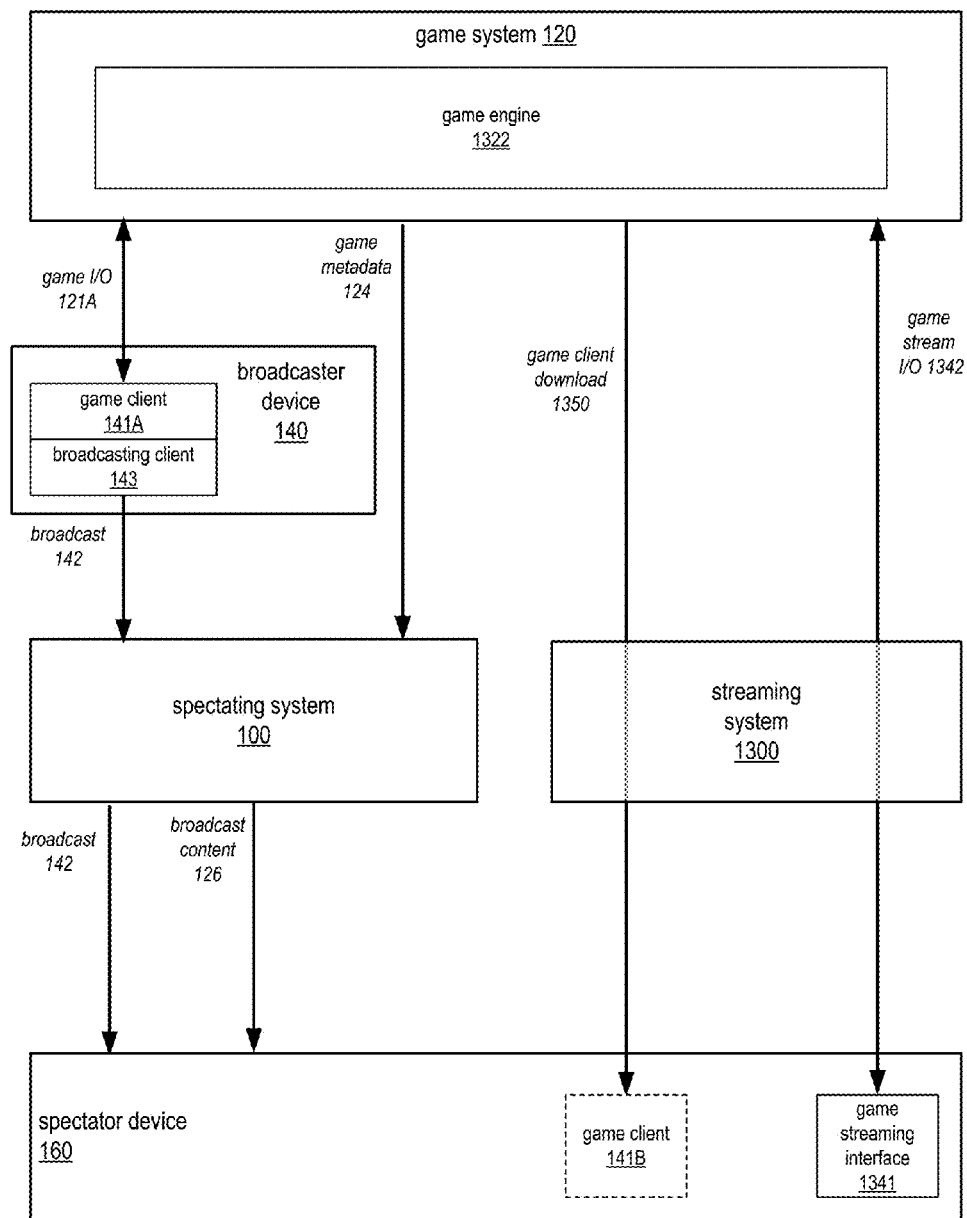 game system 120
game engine
1322
game I/O
121A
game
metadata
124
game client
download
1350
game
stream
I/O 1342
broadcaster
device
140
game client
141A
broadcasting client
143
broadcast
142
spectating system
100
streaming
system
1300
broadcast
142
broadcast
content
126
spectator device
160
game client
141B
game
streaming
interface
1341